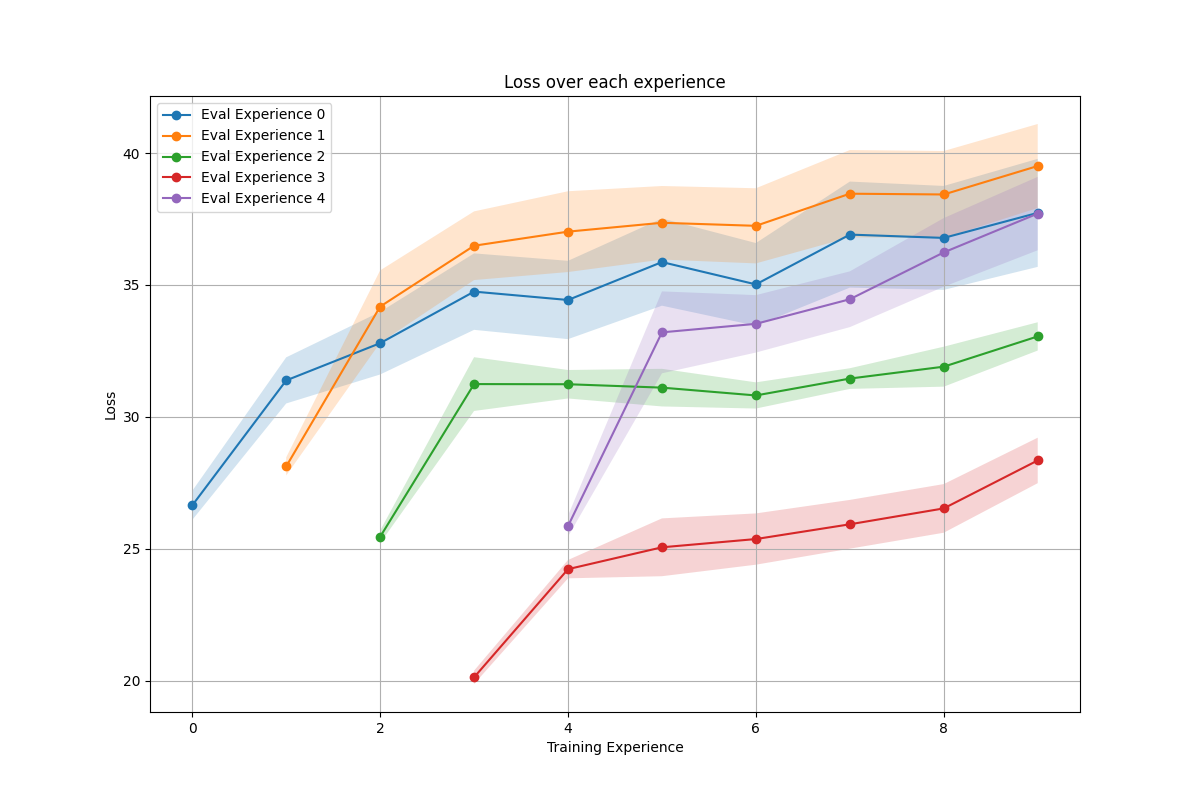 Loss over each experience
Eval Experience 0
Eval Experience 1
Eval Experience 2
Eval Experience 3
Eval Experience 4
40
35
30
25
20
Loss
0 2 4 6 8
Training Experience